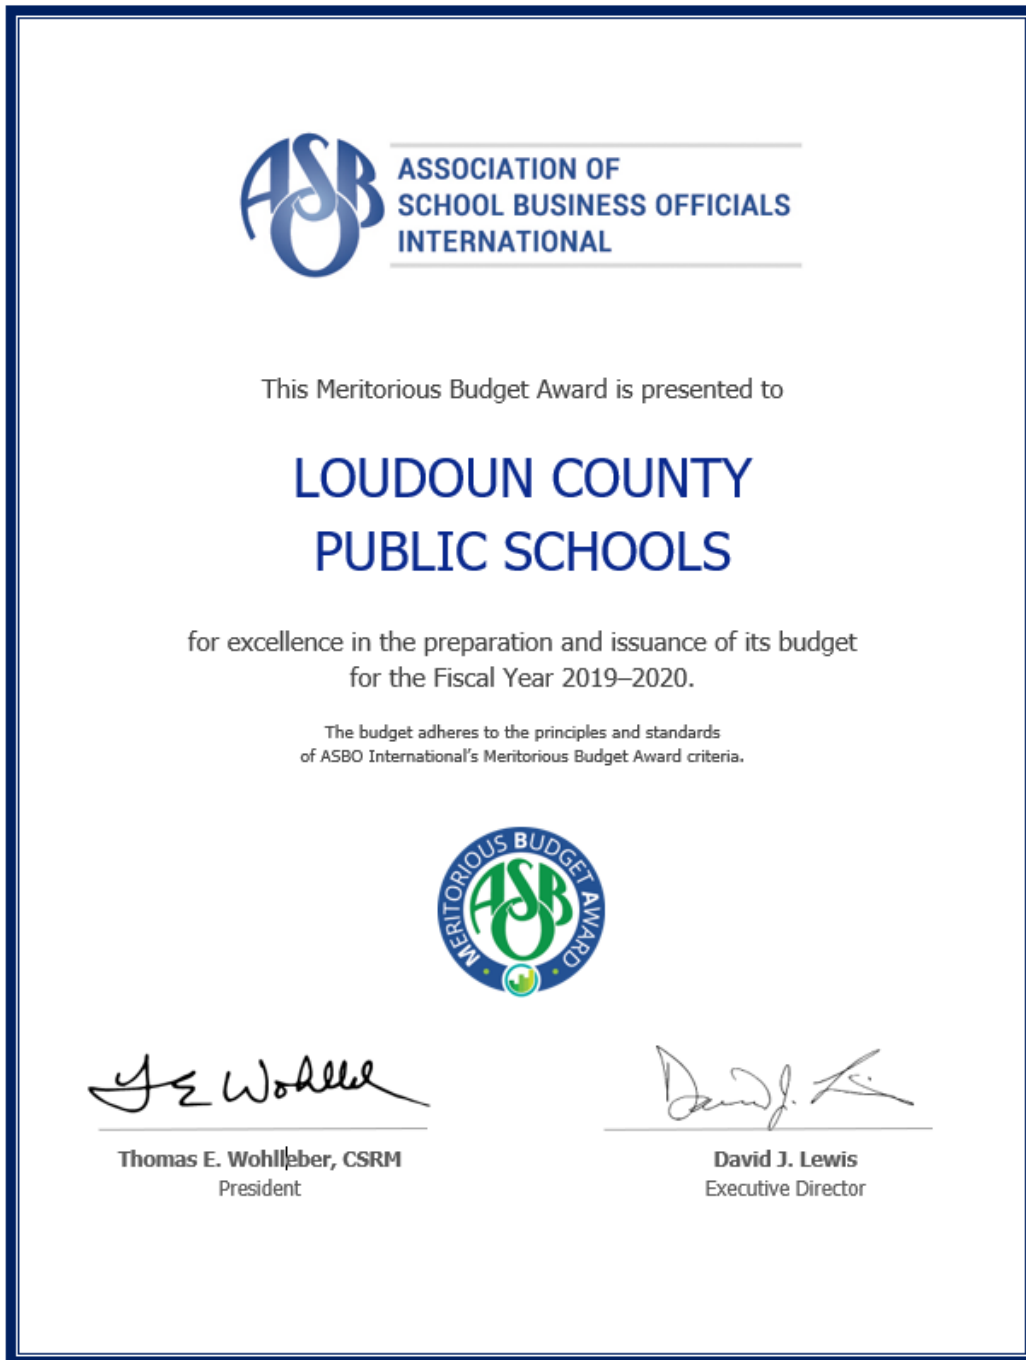 ASBO
ASSOCIATION OF
SCHOOL BUSINESS OFFICIALS
INTERNATIONAL
This Meritorious Budget Award is presented to
LOUDOUN COUNTY
PUBLIC SCHOOLS
for excellence in the preparation and issuance of its budget
for the Fiscal Year 2019–2020.
The budget adheres to the principles and standards
of ASBO International's Meritorious Budget Award criteria.
MERITORIOUS BUDGET AWARD
ASBO
T E Wohlleb
David J. Lewis
Thomas E. Wohlleber, CSRM
David J. Lewis
President
Executive Director